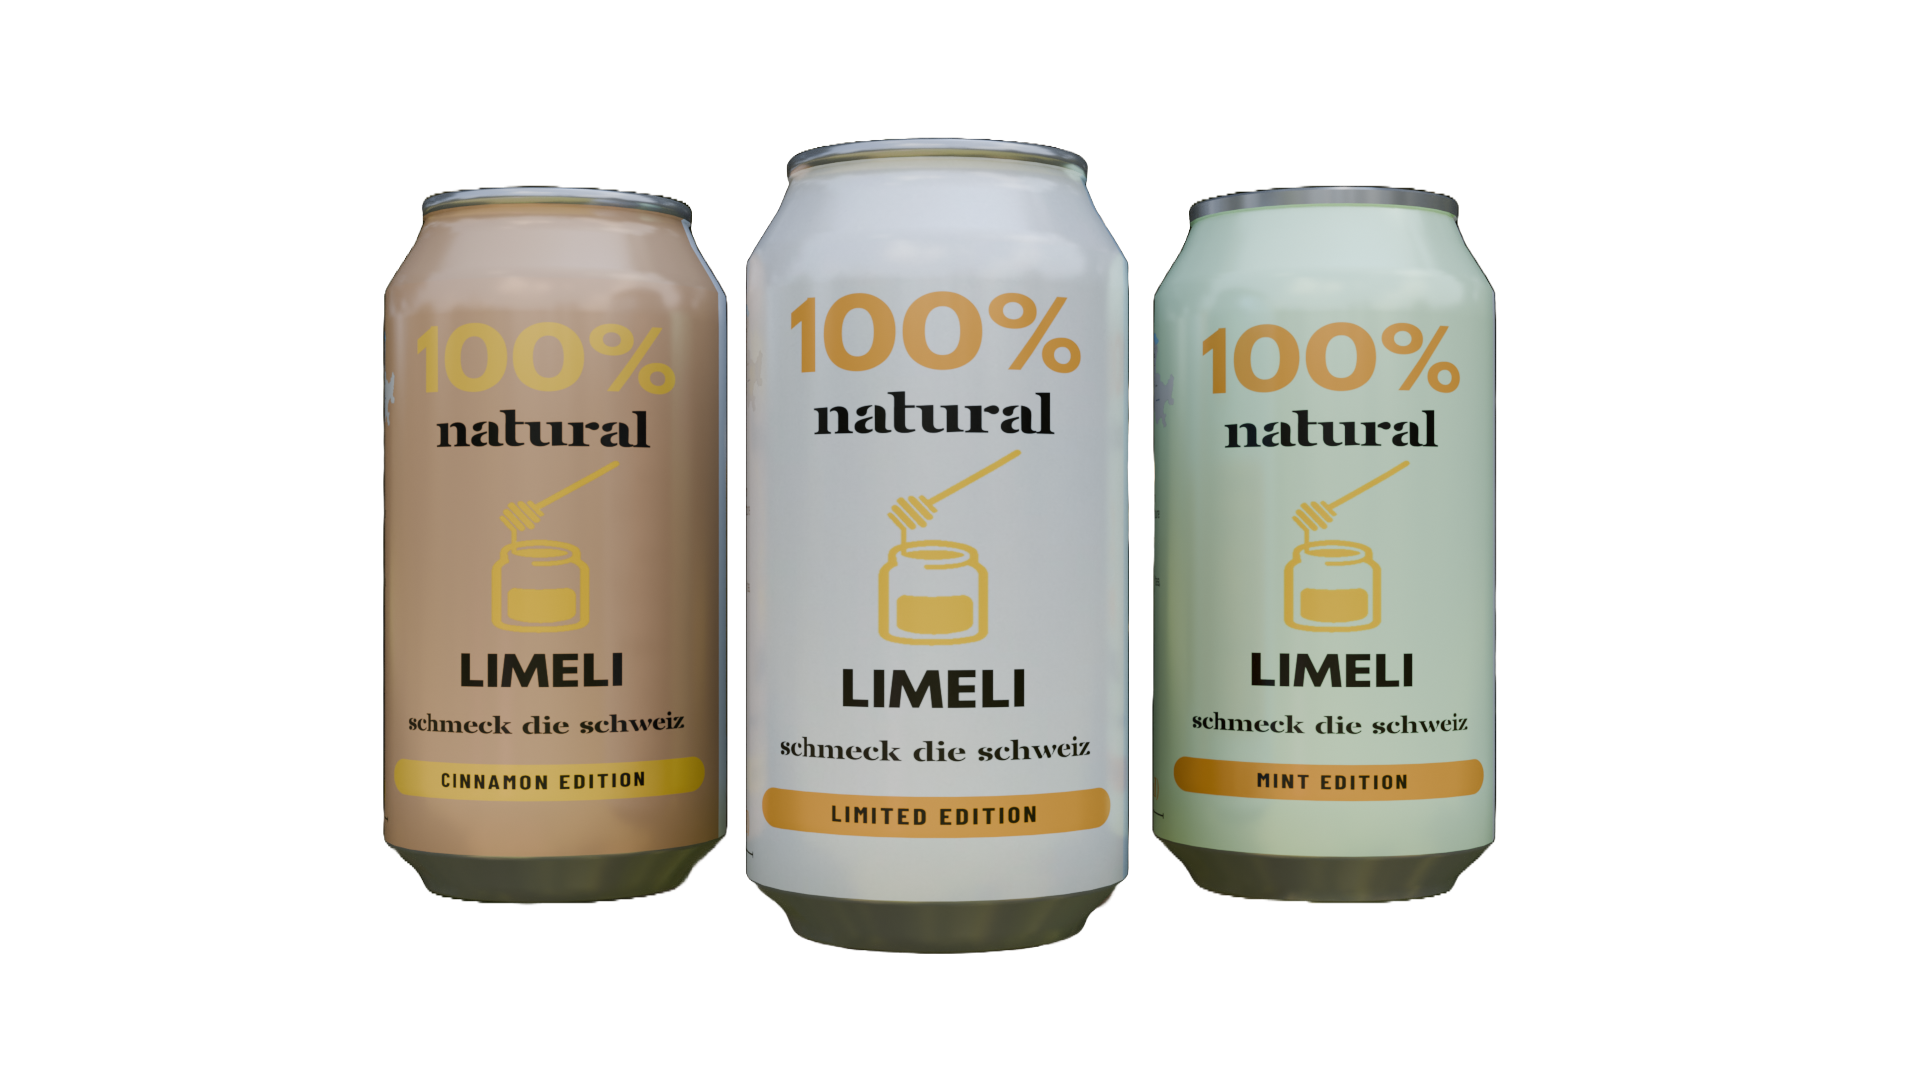 100%
natural
LIMELI
schmeck die schweiz
CINNAMON EDITION
100%
natural
LIMELI
schmeck die schweiz
LIMITED EDITION
100%
natural
LIMELI
schmeck die schweiz
MINT EDITION